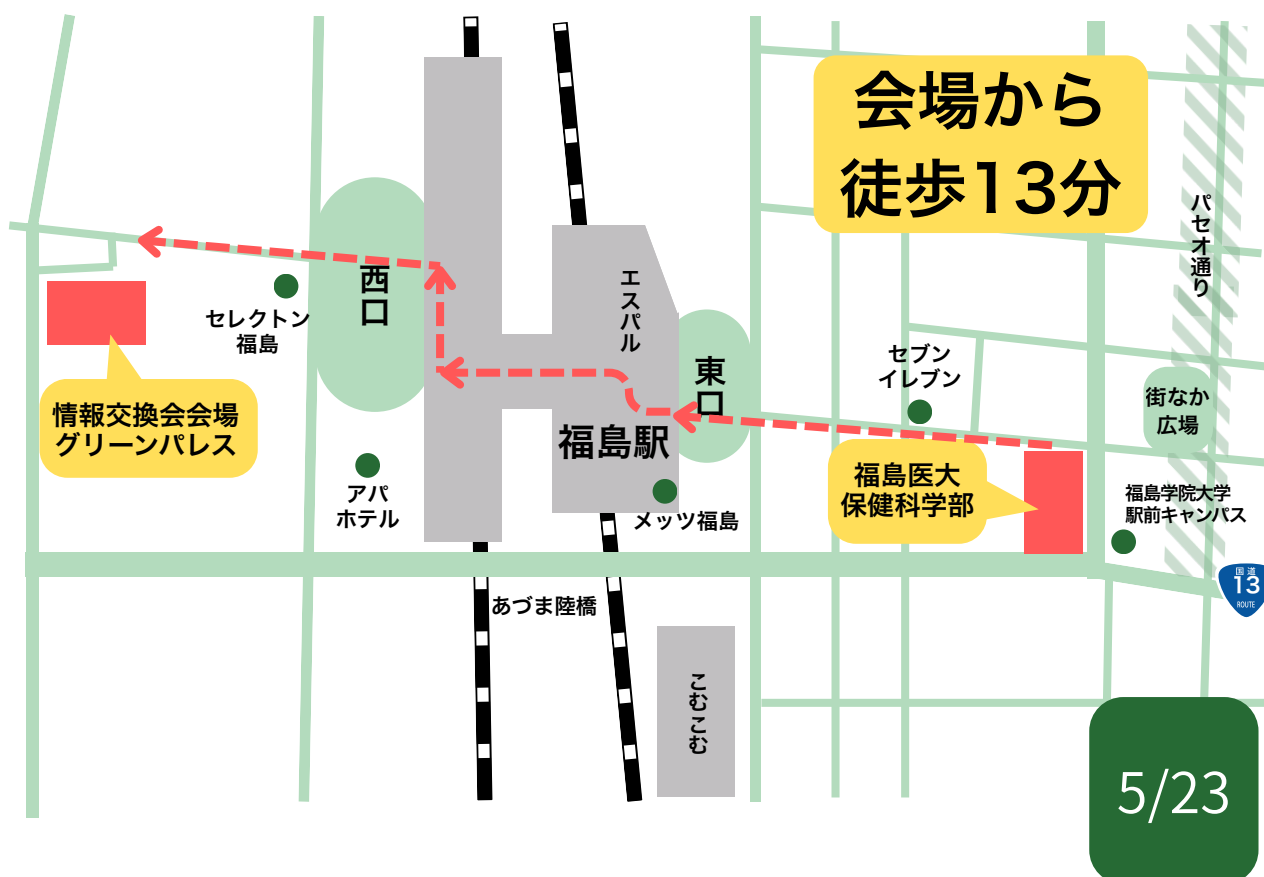 会場から
徒歩13分
パセオ通り
西口
エスパル
セレクトン
福島
東口
セブン
イレブン
街なか
広場
情報交換会会場
グリーンパレス
福島駅
福島医大
保健科学部
アパ
ホテル
メッツ福島
福島学院大学
駅前キャンパス
国道
13
ROUTE
あづま陸橋
こむこむ
5/23